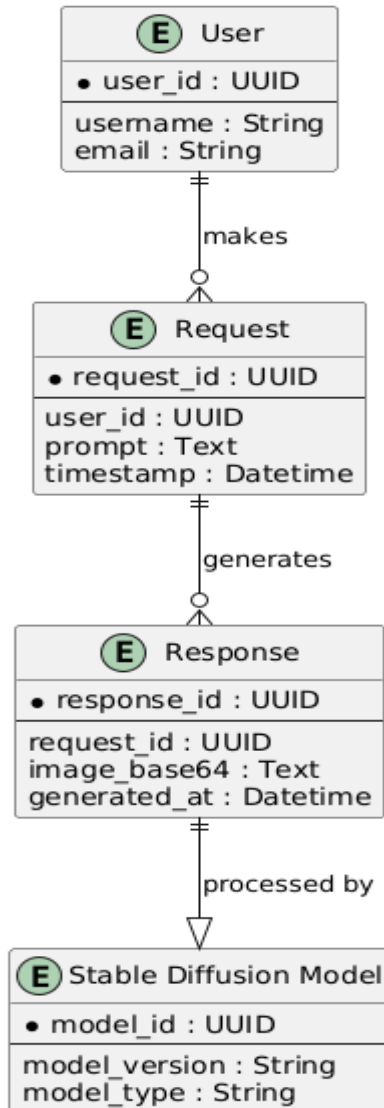 E User
• user_id : UUID
username : String
email : String
makes
E Request
• request_id : UUID
user_id : UUID
prompt : Text
timestamp : Datetime
generates
E Response
• response_id : UUID
request_id : UUID
image_base64 : Text
generated_at : Datetime
processed by
E Stable Diffusion Model
• model_id : UUID
model_version : String
model_type : String